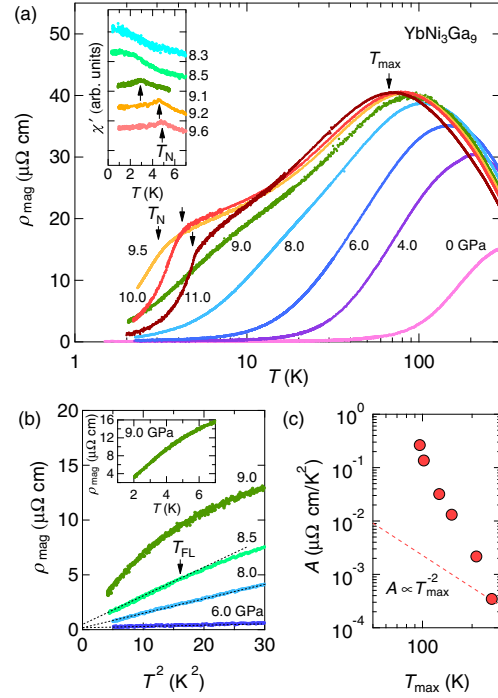 (a)
YbNi3Ga9
Tmax
χ′ (arb. units)
8.3
8.5
9.1
9.2
9.6
TN
0 2 4 6
T (K)
50
40
30
20
10
0
ρmag (μΩ cm)
TN
9.5
10.0
11.0
9.0
8.0
6.0
4.0
0 GPa
1 10 100
T (K)
(b)
20
15
10
5
0
ρmag (μΩ cm)
9.0 GPa
16
12
8
4
0
ρmag (μΩ cm)
2 4 6
T (K)
9.0
TFL
8.5
8.0
6.0 GPa
0 10 20 30
T² (K²)
(c)
10⁰
10⁻¹
10⁻²
10⁻³
10⁻⁴
A (μΩ cm/K²)
A ∝ Tmax⁻²
100
Tmax (K)